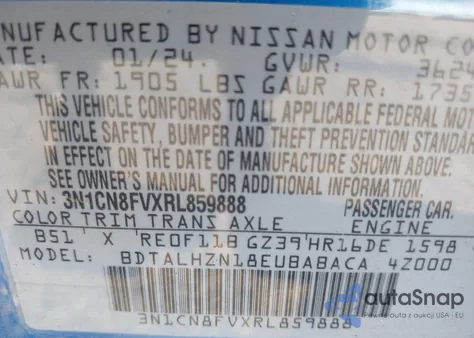 NUFACTURED BY NISSAN MOTOR CO
DATE: 01/24. GVWR: 3624
GAWR FR: 1905 LBS GAWR RR: 1735
THIS VEHICLE CONFORMS TO ALL APPLICABLE FEDERAL MOT
VEHICLE SAFETY, BUMPER AND THEFT PREVENTION STANDAR
IN EFFECT ON THE DATE OF MANUFACTURE SHOWN ABOVE.
SEE OWNER'S MANUAL FOR ADDITIONAL INFORMATION.
VIN: 3N1CN8FVXRL859888 PASSENGER CAR.
COLOR TRIM TRANS AXLE ENGINE
B51 X RE0F11B GZ39 HR16DE 1598
MODEL: BDTALHZN18EUBABACA 4Z000
3N1CN8FVXRL859888
autoSnap